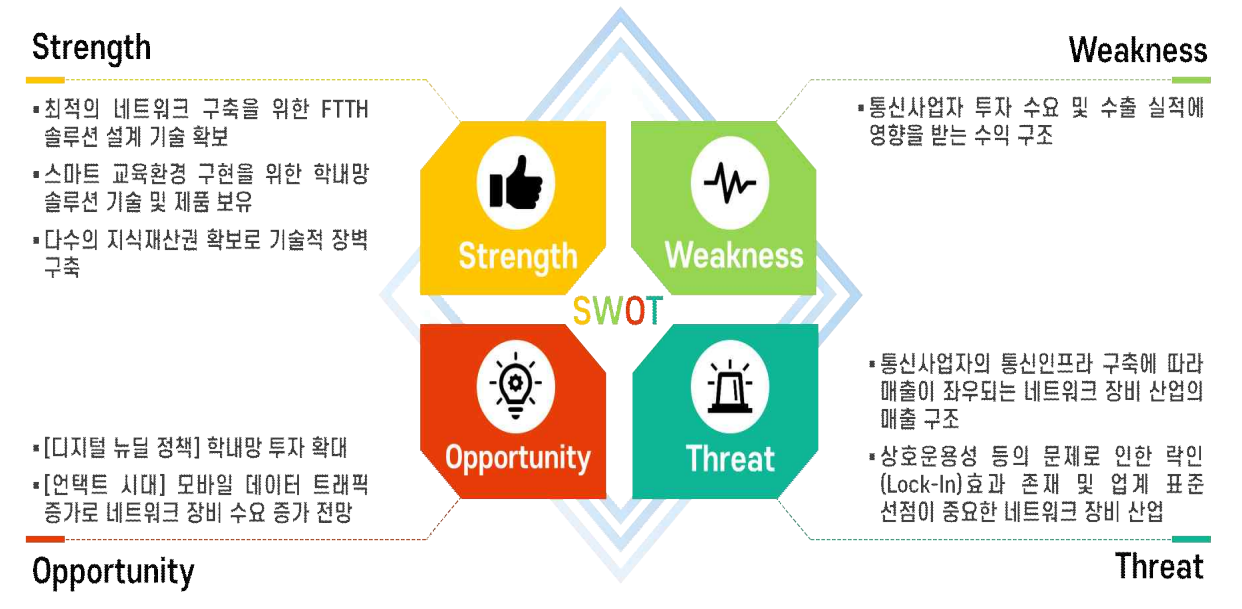 Strength
▪최적의 네트워크 구축을 위한 FTTH
솔루션 설계 기술 확보
▪스마트 교육환경 구현을 위한 학내망
솔루션 기술 및 제품 보유
▪다수의 지식재산권 확보로 기술적 장벽
구축
Weakness
▪통신사업자 투자 수요 및 수출 실적에
영향을 받는 수익 구조
Strength
Weakness
SWOT
Opportunity
Threat
▪[디지털 뉴딜 정책] 학내망 투자 확대
▪[언택트 시대] 모바일 데이터 트래픽
증가로 네트워크 장비 수요 증가 전망
Opportunity
▪통신사업자의 통신인프라 구축에 따라
매출이 좌우되는 네트워크 장비 산업의
매출 구조
▪상호운용성 등의 문제로 인한 락인
(Lock-In)효과 존재 및 업계 표준
선점이 중요한 네트워크 장비 산업
Threat